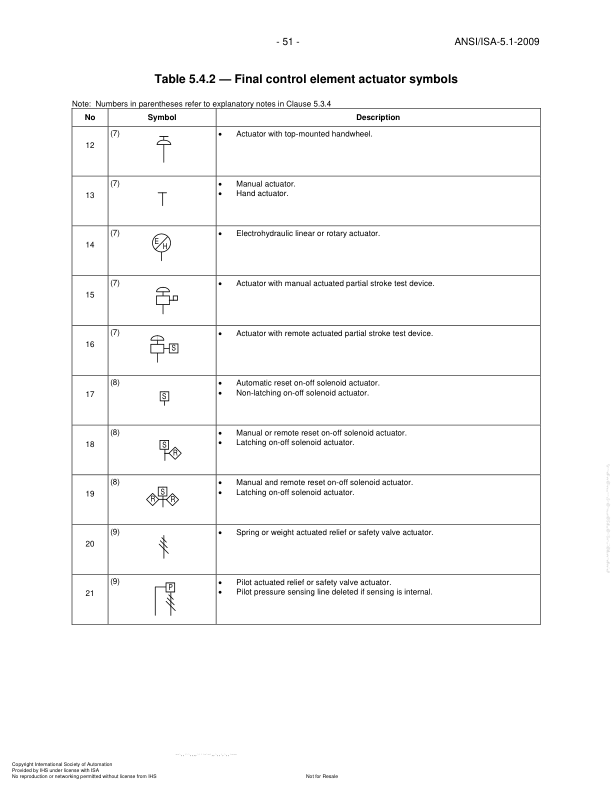 - 51 -
ANSI/ISA-5.1-2009
Table 5.4.2 — Final control element actuator symbols
Note: Numbers in parentheses refer to explanatory notes in Clause 5.3.4
No Symbol Description
12 (7) • Actuator with top-mounted handwheel.
13 (7) • Manual actuator.
• Hand actuator.
14 (7) E/H • Electrohydraulic linear or rotary actuator.
15 (7) • Actuator with manual actuated partial stroke test device.
16 (7) S • Actuator with remote actuated partial stroke test device.
17 (8) S • Automatic reset on-off solenoid actuator.
• Non-latching on-off solenoid actuator.
18 (8) S R • Manual or remote reset on-off solenoid actuator.
• Latching on-off solenoid actuator.
19 (8) R S R • Manual and remote reset on-off solenoid actuator.
• Latching on-off solenoid actuator.
20 (9) • Spring or weight actuated relief or safety valve actuator.
21 (9) P • Pilot actuated relief or safety valve actuator.
• Pilot pressure sensing line deleted if sensing is internal.
Copyright International Society of Automation
Provided by IHS under license with ISA
No reproduction or networking permitted without license from IHS
Not for Resale